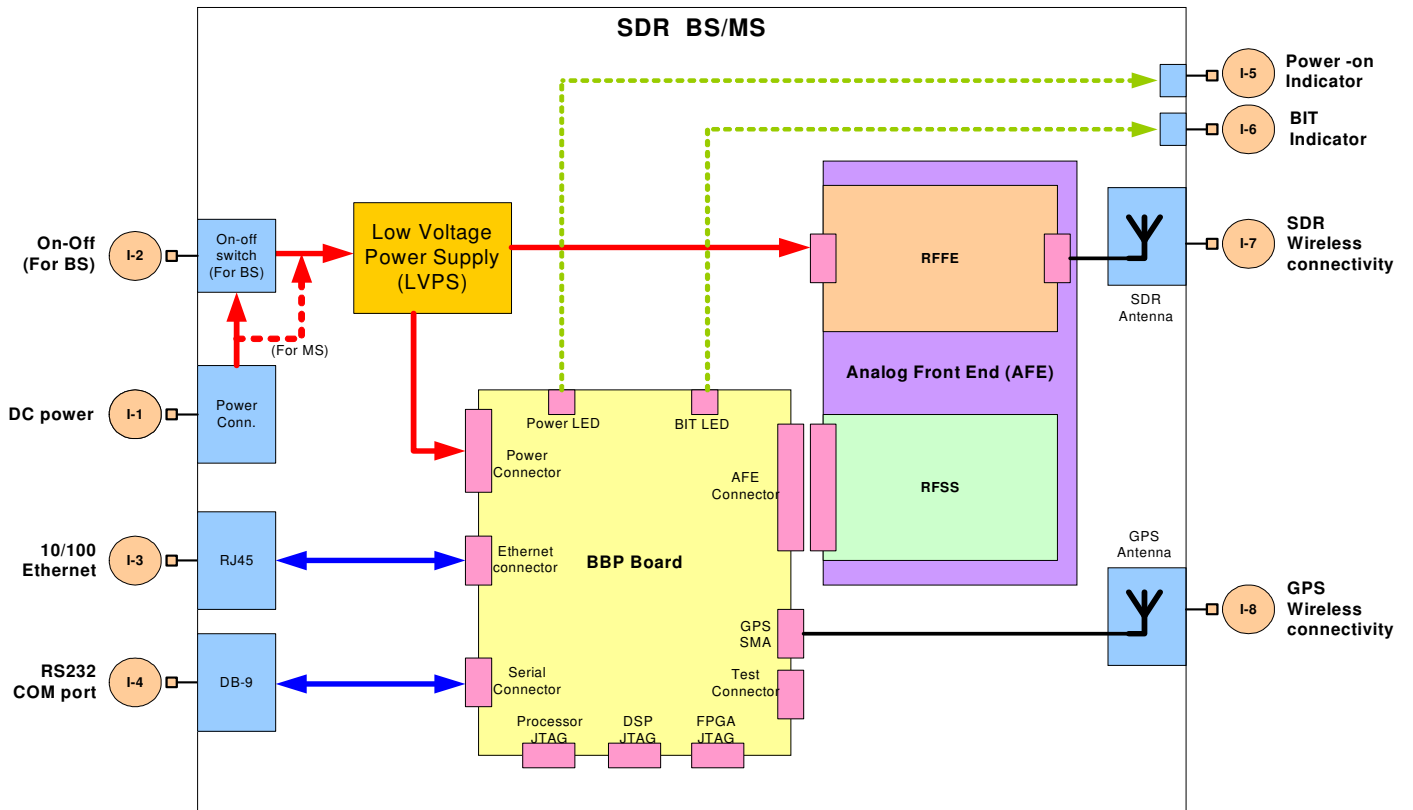 SDR BS/MS
I-5
Power -on
Indicator
I-6
BIT
Indicator
On-Off
(For BS)
I-2
On-off
switch
(For BS)
Low Voltage
Power Supply
(LVPS)
RFFE
SDR
Antenna
I-7
SDR
Wireless
connectivity
(For MS)
DC power
I-1
Power
Conn.
Analog Front End (AFE)
Power LED
BIT LED
Power
Connector
AFE
Connector
RFSS
10/100
Ethernet
I-3
RJ45
Ethernet
connector
BBP Board
GPS
Antenna
I-8
GPS
Wireless
connectivity
GPS
SMA
RS232
COM port
I-4
DB-9
Serial
Connector
Test
Connector
Processor
JTAG
DSP
JTAG
FPGA
JTAG